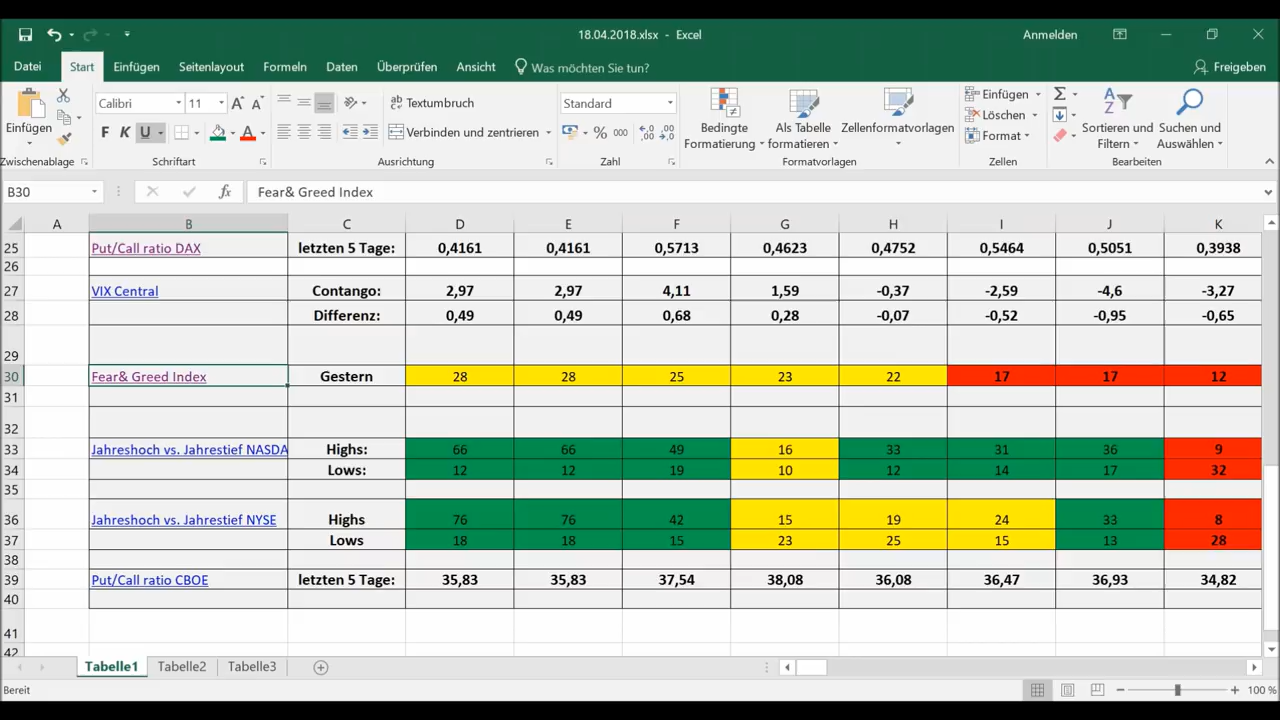 18.04.2018.xlsx - Excel
Anmelden
Datei Start Einfügen Seitenlayout Formeln Daten Überprüfen Ansicht Was möchten Sie tun? Freigeben
Einfügen
Zwischenablage
Calibri 11
F K U
Schriftart
Textumbruch
Verbinden und zentrieren
Ausrichtung
Standard
% 000
Zahl
Bedingte Formatierung
Als Tabelle formatieren
Zellenformatvorlagen
Formatvorlagen
Einfügen
Löschen
Format
Zellen
Sortieren und Filtern
Suchen und Auswählen
Bearbeiten
B30 fx Fear& Greed Index
A B C D E F G H I J K
25 Put/Call ratio DAX letzten 5 Tage: 0,4161 0,4161 0,5713 0,4623 0,4752 0,5464 0,5051 0,3938
26
27 VIX Central Contango: 2,97 2,97 4,11 1,59 -0,37 -2,59 -4,6 -3,27
28 Differenz: 0,49 0,49 0,68 0,28 -0,07 -0,52 -0,95 -0,65
29
30 Fear& Greed Index Gestern 28 28 25 23 22 17 17 12
31
32
33 Jahreshoch vs. Jahrestief NASDA Highs: 66 66 49 16 33 31 36 9
34 Lows: 12 12 19 10 12 14 17 32
35
36 Jahreshoch vs. Jahrestief NYSE Highs 76 76 42 15 19 24 33 8
37 Lows 18 18 15 23 25 15 13 28
38
39 Put/Call ratio CBOE letzten 5 Tage: 35,83 35,83 37,54 38,08 36,08 36,47 36,93 34,82
40
41
42
Tabelle1 Tabelle2 Tabelle3
Bereit
100 %